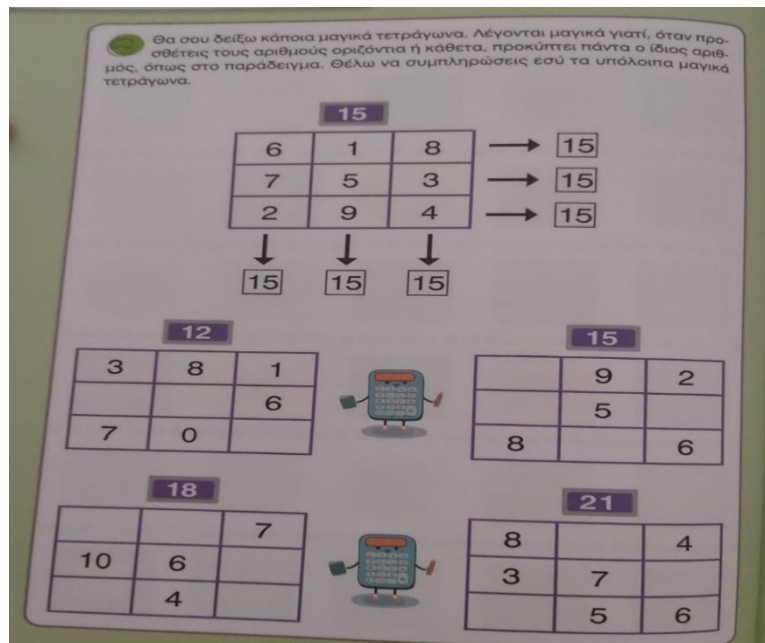 Θα σου δείξω κάποια μαγικά τετράγωνα. Λέγονται μαγικά γιατί, όταν προ-
σθέτεις τους αριθμούς οριζόντια ή κάθετα, προκύπτει πάντα ο ίδιος αριθ-
μός, όπως στο παράδειγμα. Θέλω να συμπληρώσεις εσύ τα υπόλοιπα μαγικά
τετράγωνα.
15
6 1 8 15
7 5 3 15
2 9 4 15
15 15 15
12
3 8 1
6
7 0
15
9 2
5
8 6
18
7
10 6
4
21
8 4
3 7
5 6